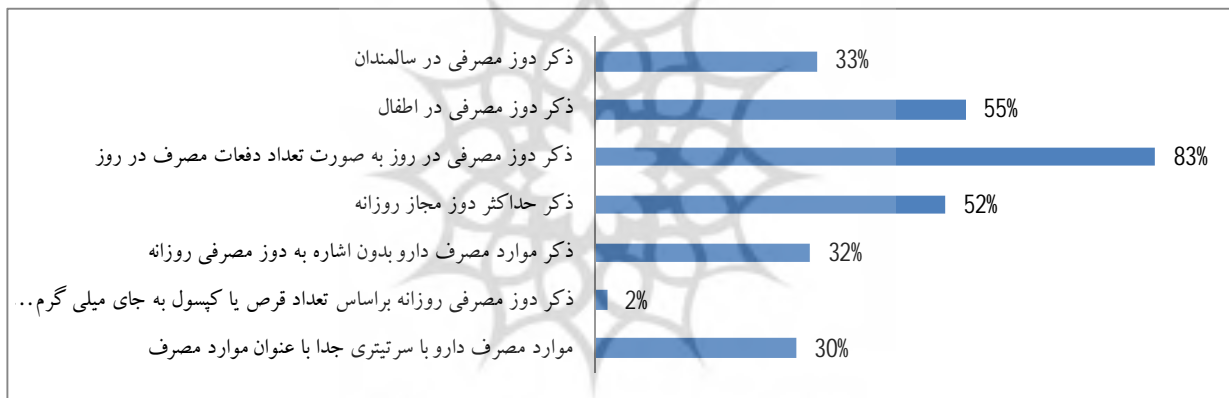 ذکر دوز مصرفی در سالمندان 33%
ذکر دوز مصرفی در اطفال 55%
ذکر دوز مصرفی در روز به صورت تعداد دفعات مصرف در روز 83%
ذکر حداکثر دوز مجاز روزانه 52%
ذکر موارد مصرف دارو بدون اشاره به دوز مصرفی روزانه 32%
ذکر دوز مصرفی روزانه براساس تعداد قرص یا کپسول به جای میلی گرم... 2%
موارد مصرف دارو با سرتیتری جدا با عنوان موارد مصرف 30%